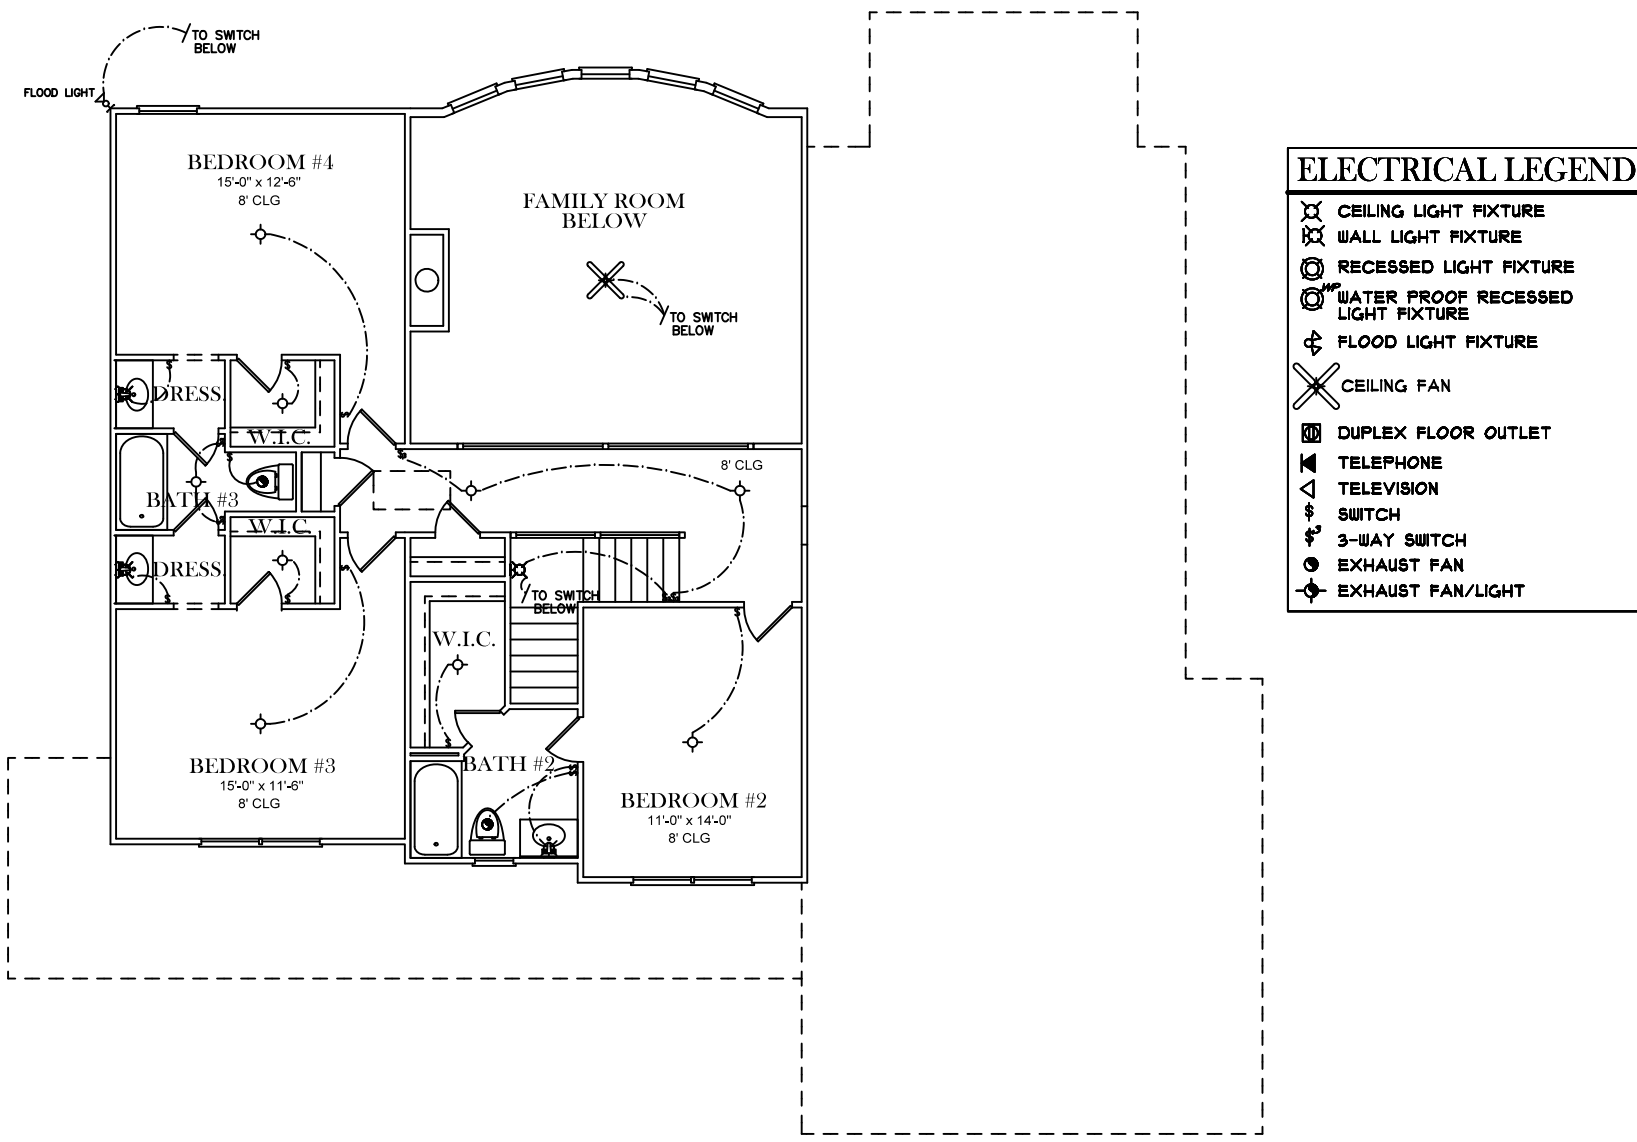 TO SWITCH
BELOW
FLOOD LIGHT
BEDROOM #4
15'-0" x 12'-6"
8' CLG
FAMILY ROOM
BELOW
TO SWITCH
BELOW
DRESS.
W.I.C.
8' CLG
BATH #3
W.I.C.
DRESS.
TO SWITCH
BELOW
W.I.C.
BEDROOM #3
15'-0" x 11'-6"
8' CLG
BATH #2
BEDROOM #2
11'-0" x 14'-0"
8' CLG
ELECTRICAL LEGEND
CEILING LIGHT FIXTURE
WALL LIGHT FIXTURE
RECESSED LIGHT FIXTURE
WP
WATER PROOF RECESSED
LIGHT FIXTURE
FLOOD LIGHT FIXTURE
CEILING FAN
DUPLEX FLOOR OUTLET
TELEPHONE
TELEVISION
$ SWITCH
$3 3-WAY SWITCH
EXHAUST FAN
EXHAUST FAN/LIGHT